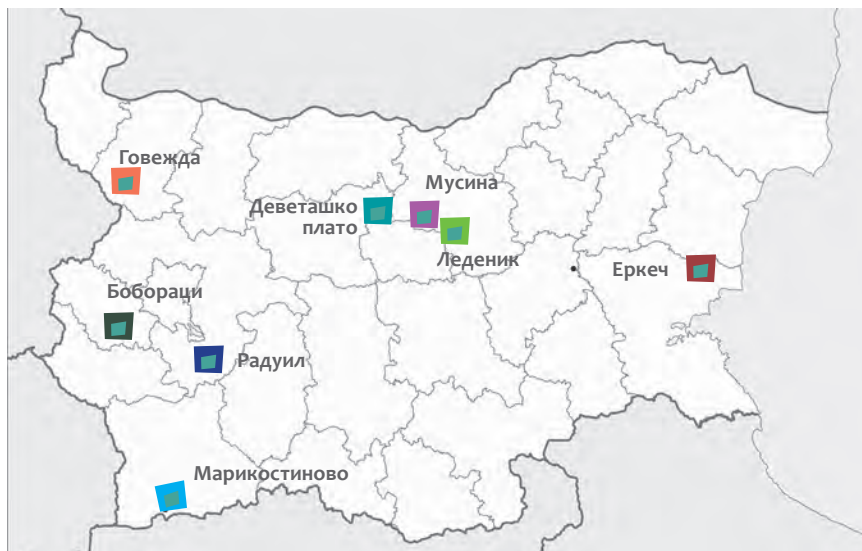 Говежда
Мусина
Деветашко
плато
Леденик
Еркеч
Бобораци
Радуил
Марикостиново